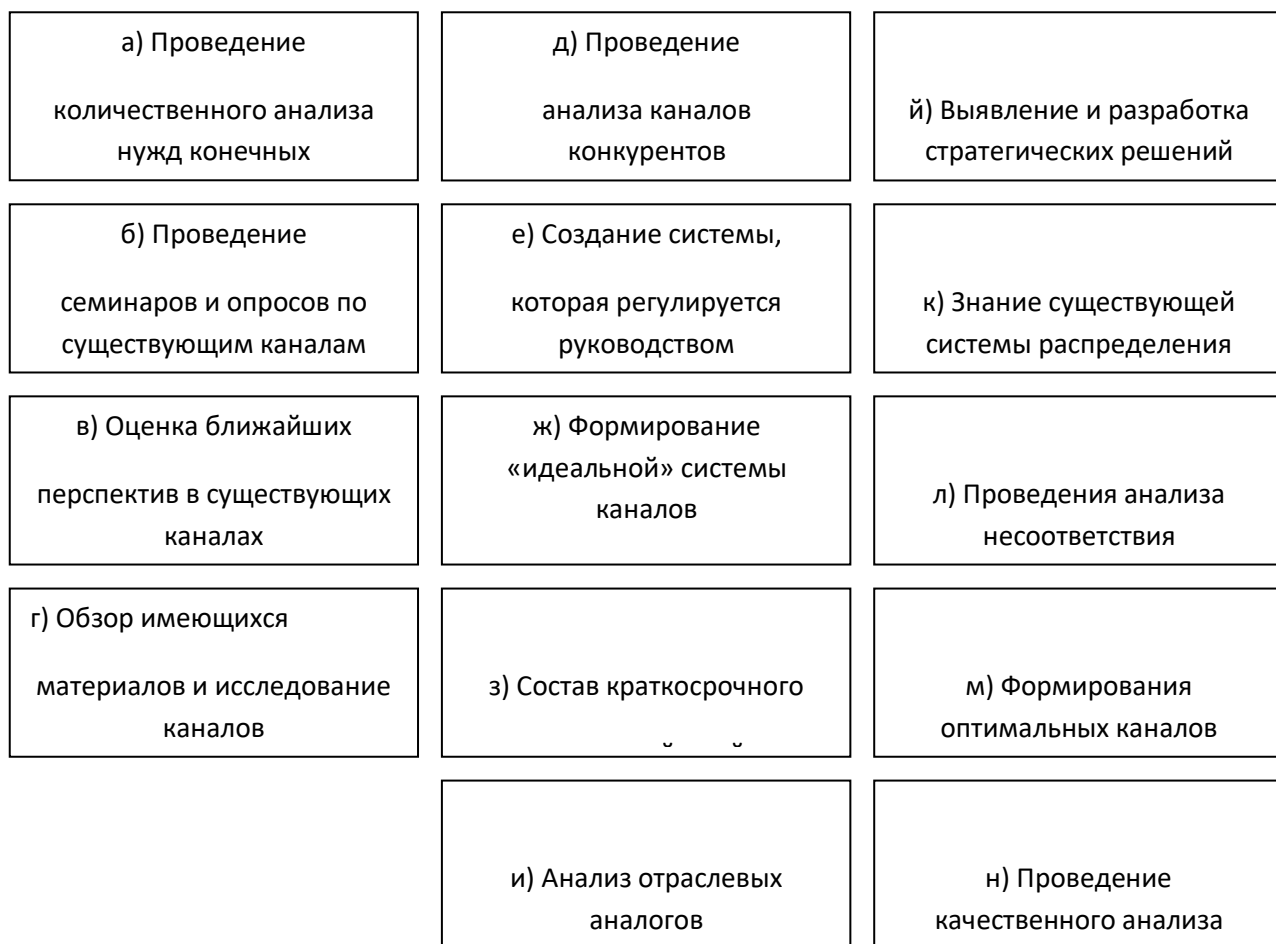 а) Проведение
количественного анализа
нужд конечных
б) Проведение
семинаров и опросов по
существующим каналам
в) Оценка ближайших
перспектив в существующих
каналах
г) Обзор имеющихся
материалов и исследование
каналов
д) Проведение
анализа каналов
конкурентов
е) Создание системы,
которая регулируется
руководством
ж) Формирование
«идеальной» системы
каналов
з) Состав краткосрочного
и) Анализ отраслевых
аналогов
й) Выявление и разработка
стратегических решений
к) Знание существующей
системы распределения
л) Проведения анализа
несоответствия
м) Формирования
оптимальных каналов
н) Проведение
качественного анализа